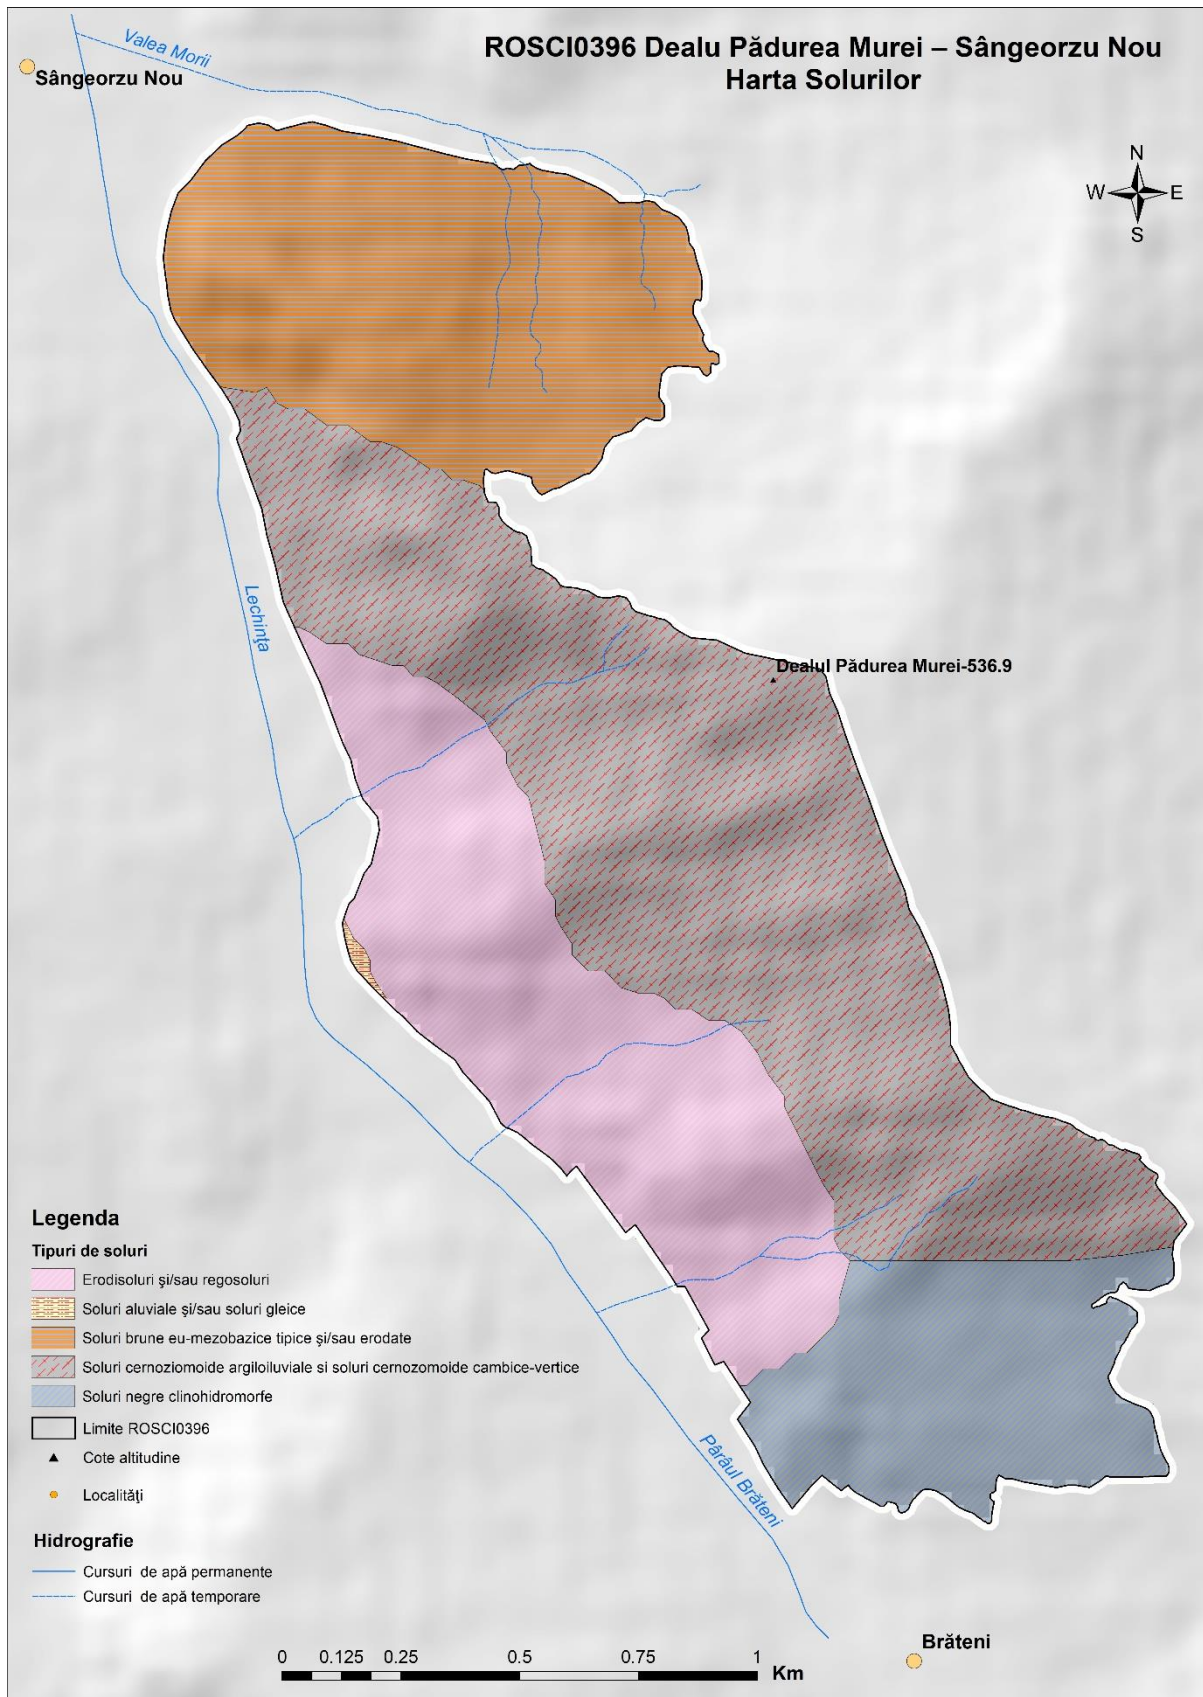 ROSCI0396 Dealu Pădurea Murei – Sângeorzu Nou
Harta Solurilor
Valea Morii
Sângeorzu Nou
N
W E
S
Lechinţa
Dealul Pădurea Murei-536.9
Pârâul Brăteni
Brăteni
Legenda
Tipuri de soluri
Erodisoluri şi/sau regosoluri
Soluri aluviale şi/sau soluri gleice
Soluri brune eu-mezobazice tipice şi/sau erodate
Soluri cernoziomoide argiloiluviale si soluri cernozomoide cambice-vertice
Soluri negre clinohidromorfe
Limite ROSCI0396
Cote altitudine
Localităţi
Hidrografie
Cursuri de apă permanente
Cursuri de apă temporare
0 0.125 0.25 0.5 0.75 1
Km